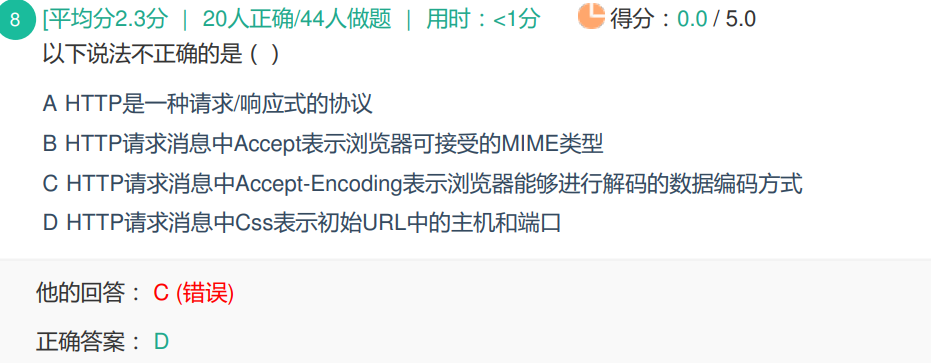 8 [平均分2.3分 | 20人正确/44人做题 | 用时：<1分 得分：0.0 / 5.0
以下说法不正确的是 ( )
A HTTP是一种请求/响应式的协议
B HTTP请求消息中Accept表示浏览器可接受的MIME类型
C HTTP请求消息中Accept-Encoding表示浏览器能够进行解码的数据编码方式
D HTTP请求消息中Css表示初始URL中的主机和端口
他的回答： C (错误)
正确答案： D